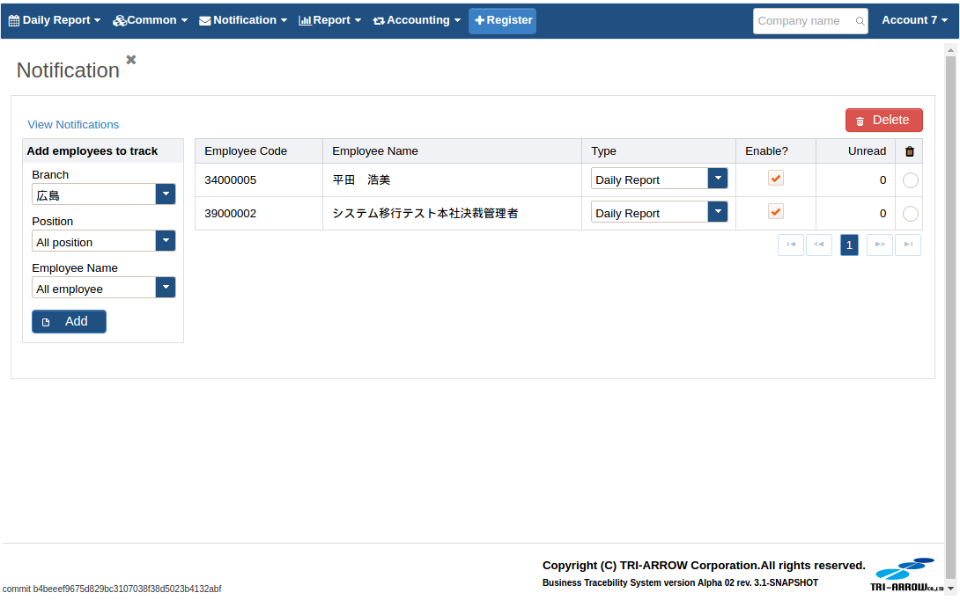 Daily Report Common Notification Report Accounting Register Company name Account 7
Notification
View Notifications
Delete
Add employees to track
Branch
広島
Position
All position
Employee Name
All employee
Add
Employee Code Employee Name Type Enable? Unread
34000005 平田 浩美 Daily Report 0
39000002 システム移行テスト本社決裁管理者 Daily Report 0
1
Copyright (C) TRI-ARROW Corporation.All rights reserved.
Business Tracebility System version Alpha 02 rev. 3.1-SNAPSHOT
TRI-ARROW
commit b4beeef9675d829bc3107038f38d5023b4132abf